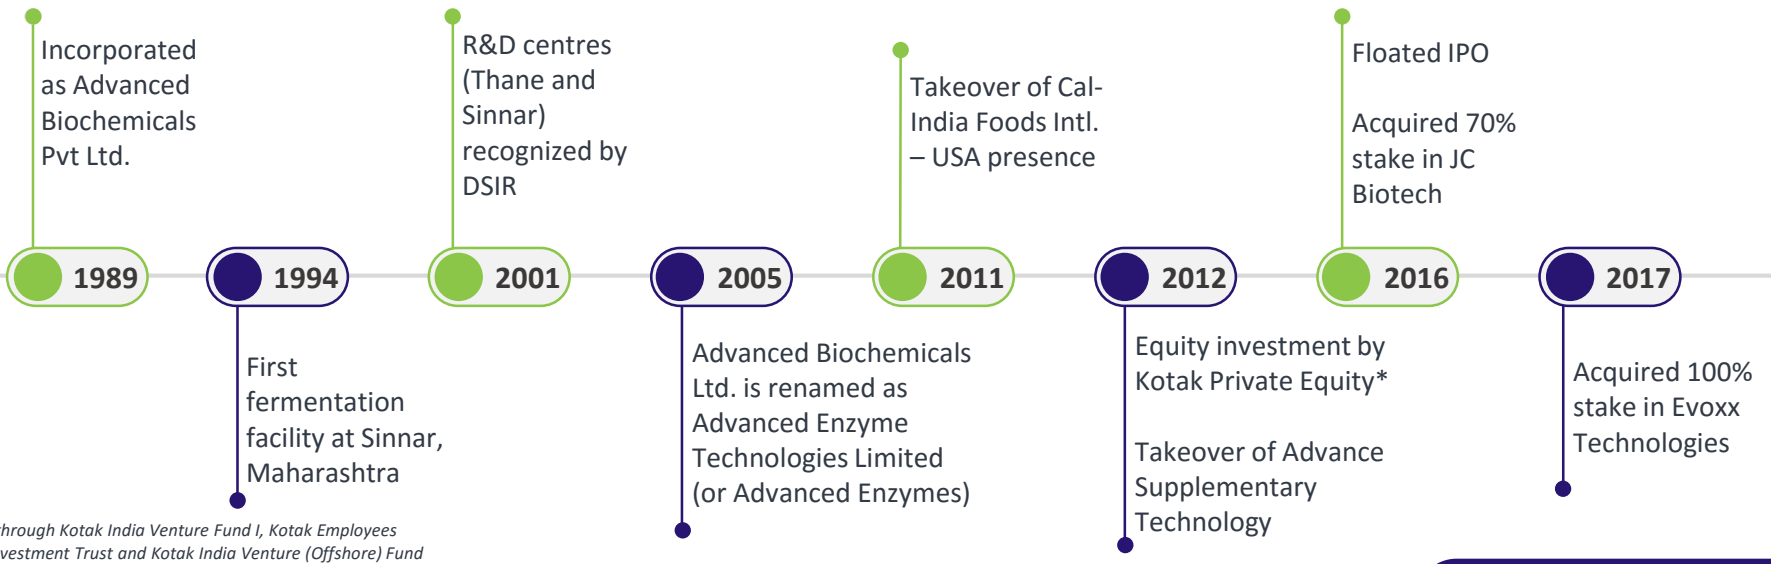 Incorporated
as Advanced
Biochemicals
Pvt Ltd.
R&D centres
(Thane and
Sinnar)
recognized by
DSIR
Takeover of Cal-
India Foods Intl.
– USA presence
Floated IPO
Acquired 70%
stake in JC
Biotech
1989
1994
2001
2005
2011
2012
2016
2017
First
fermentation
facility at Sinnar,
Maharashtra
Advanced Biochemicals
Ltd. is renamed as
Advanced Enzyme
Technologies Limited
(or Advanced Enzymes)
Equity investment by
Kotak Private Equity*
Takeover of Advance
Supplementary
Technology
Acquired 100%
stake in Evoxx
Technologies
through Kotak India Venture Fund I, Kotak Employees
Trust and Kotak India Venture (Offshore) Fund